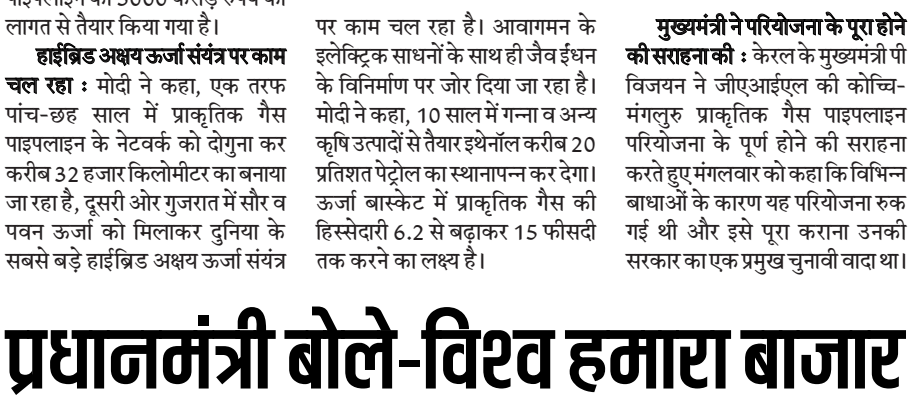 लागत से तैयार किया गया है।
हाईब्रिड अक्षय ऊर्जा संयंत्र पर काम
चल रहा : मोदी ने कहा, एक तरफ
पांच-छह साल में प्राकृतिक गैस
पाइपलाइन के नेटवर्क को दोगुना कर
करीब 32 हजार किलोमीटर का बनाया
जा रहा है, दूसरी ओर गुजरात में सौर व
पवन ऊर्जा को मिलाकर दुनिया के
सबसे बड़े हाईब्रिड अक्षय ऊर्जा संयंत्र
पर काम चल रहा है। आवागमन के
इलेक्ट्रिक साधनों के साथ ही जैव ईंधन
के विनिर्माण पर जोर दिया जा रहा है।
मोदी ने कहा, 10 साल में गन्ना व अन्य
कृषि उत्पादों से तैयार इथेनॉल करीब 20
प्रतिशत पेट्रोल का स्थानापन्न कर देगा।
ऊर्जा बास्केट में प्राकृतिक गैस की
हिस्सेदारी 6.2 से बढ़ाकर 15 फीसदी
तक करने का लक्ष्य है।
मुख्यमंत्री ने परियोजना के पूरा होने
की सराहना की : केरल के मुख्यमंत्री पी
विजयन ने जीएआईएल की कोच्चि-
मंगलुरु प्राकृतिक गैस पाइपलाइन
परियोजना के पूर्ण होने की सराहना
करते हुए मंगलवार को कहा कि विभिन्न
बाधाओं के कारण यह परियोजना रुक
गई थी और इसे पूरा कराना उनकी
सरकार का एक प्रमुख चुनावी वादा था।
प्रधानमंत्री बोले-विश्व हमारा बाजार